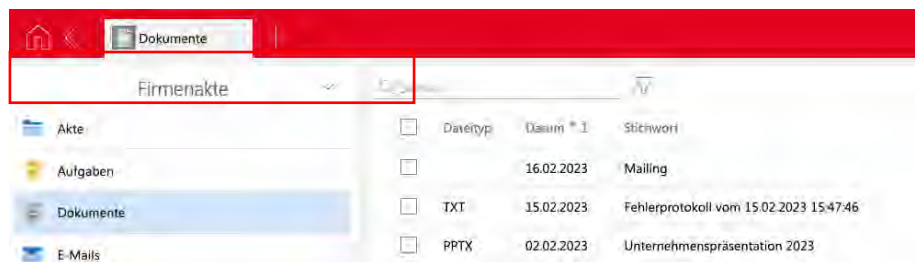 Dokumente
Firmenakte
Akte
Aufgaben
Dokumente
E-Mails
Dateityp Datum Stichwort
16.02.2023 Mailing
TXT 15.02.2023 Fehlerprotokoll vom 15.02.2023 15:47:46
PPTX 02.02.2023 Unternehmenspräsentation 2023